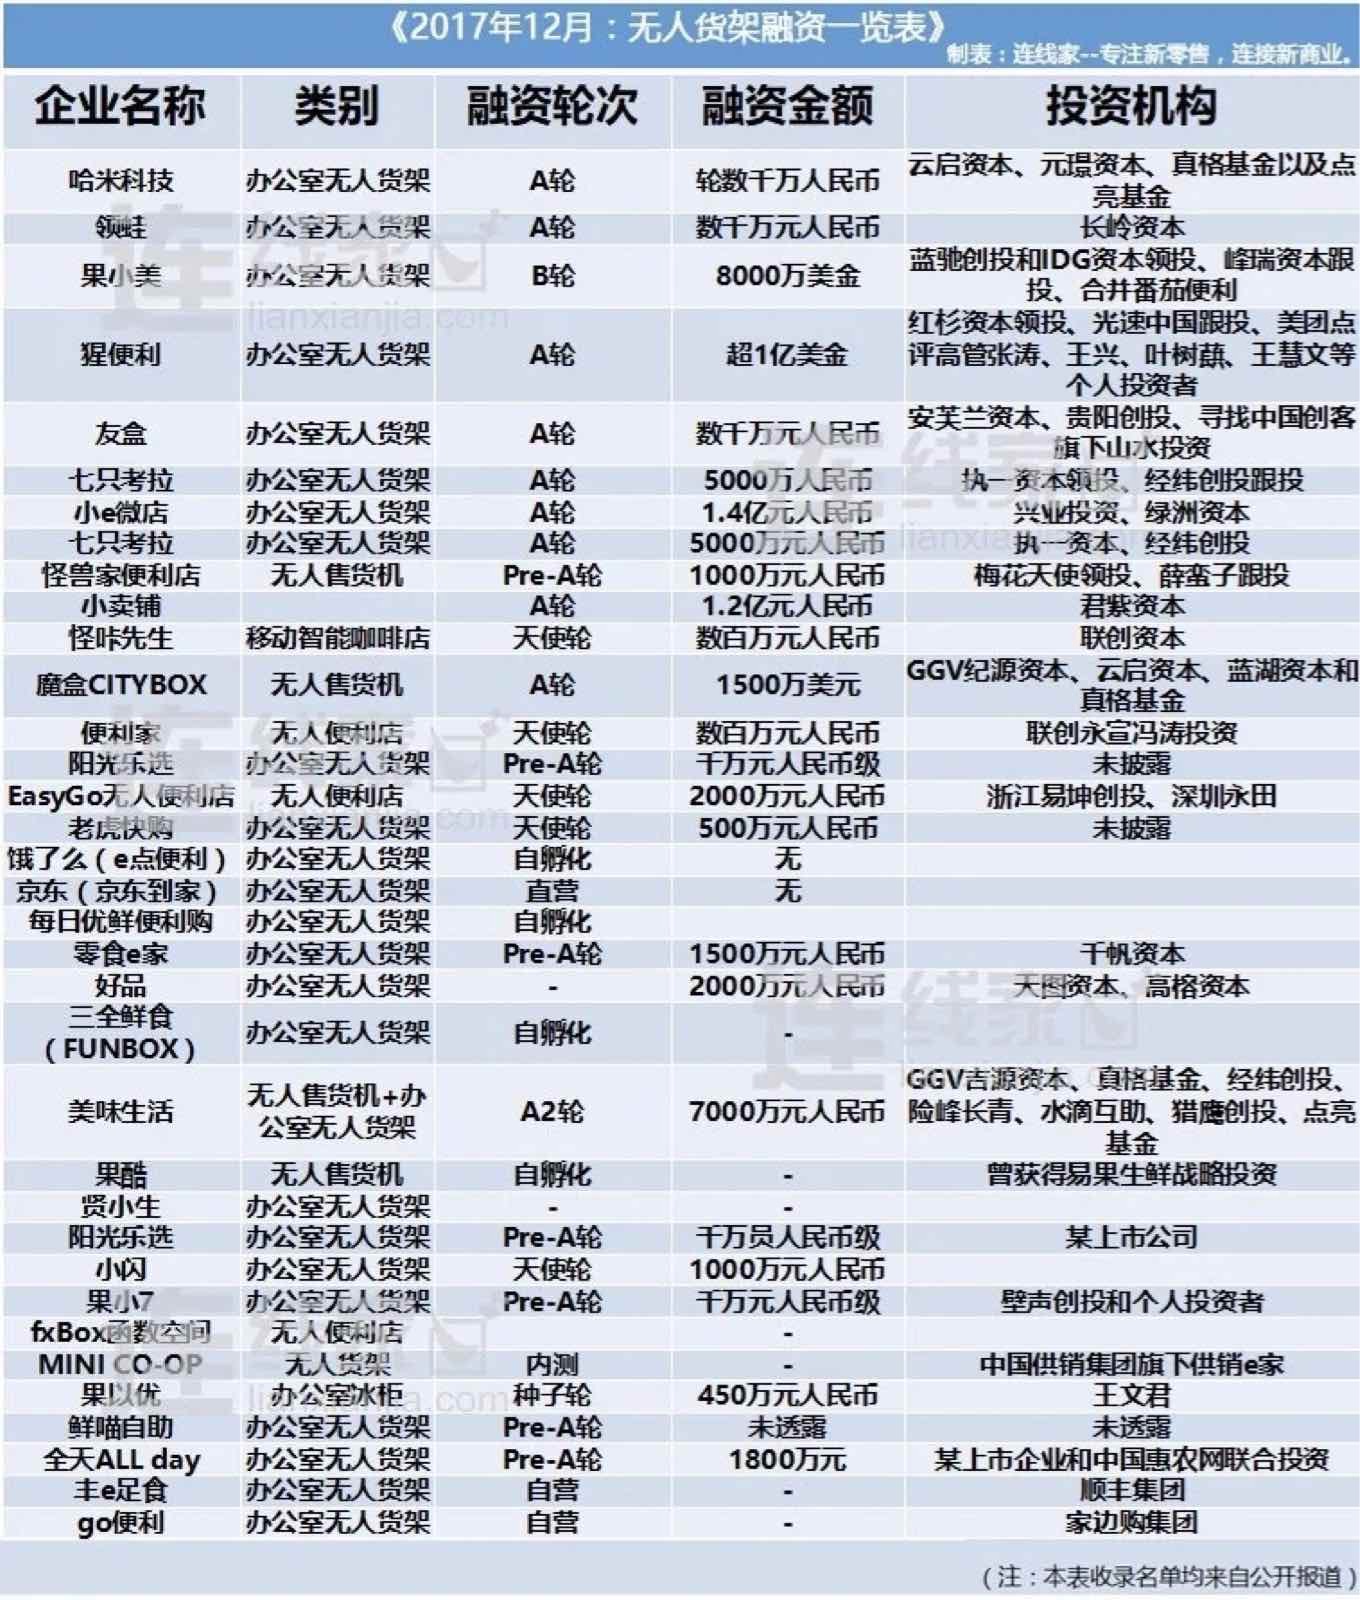 《2017年12月：无人货架融资一览表》
制表：连线家--专注新零售，连接新商业。
企业名称 类别 融资轮次 融资金额 投资机构
哈米科技 办公室无人货架 A轮 轮数千万人民币 云启资本、元璟资本、真格基金以及点
亮基金
领蛙 办公室无人货架 A轮 数千万元人民币 长岭资本
果小美 办公室无人货架 B轮 8000万美金 蓝驰创投和IDG资本领投、峰瑞资本跟
投、合并番茄便利
猩便利 办公室无人货架 A轮 超1亿美金 红杉资本领投、光速中国跟投、美团点
评高管张涛、王兴、叶树蕻、王慧文等
个人投资者
友盒 办公室无人货架 A轮 数千万元人民币 安芙兰资本、贵阳创投、寻找中国创客
旗下山水投资
七只考拉 办公室无人货架 A轮 5000万人民币 执一资本领投、经纬创投跟投
小e微店 办公室无人货架 A轮 1.4亿元人民币 兴业投资、绿洲资本
七只考拉 办公室无人货架 A轮 5000万元人民币 执一资本、经纬创投
怪兽家便利店 无人售货机 Pre-A轮 1000万元人民币 梅花天使领投、薛蛮子跟投
小卖铺 A轮 1.2亿元人民币 君紫资本
怪咔先生 移动智能咖啡店 天使轮 数百万元人民币 联创资本
魔盒CITYBOX 无人售货机 A轮 1500万美元 GGV纪源资本、云启资本、蓝湖资本和
真格基金
便利家 无人便利店 天使轮 数百万元人民币 联创永宣冯涛投资
阳光乐选 办公室无人货架 Pre-A轮 千万元人民币级 未披露
EasyGo无人便利店 无人便利店 天使轮 2000万元人民币 浙江易坤创投、深圳永田
老虎快购 办公室无人货架 天使轮 500万元人民币 未披露
饿了么（e点便利） 办公室无人货架 自孵化 无
京东（京东到家） 办公室无人货架 直营 无
每日优鲜便利购 办公室无人货架 自孵化
零食e家 办公室无人货架 Pre-A轮 1500万元人民币 千帆资本
好品 办公室无人货架 - 2000万元人民币 天图资本、高榕资本
三全鲜食
（FUNBOX） 办公室无人货架 自孵化 -
美味生活 无人售货机+办
公室无人货架 A2轮 7000万元人民币 GGV吉源资本、真格基金、经纬创投、
险峰长青、水滴互助、猎鹰创投、点亮
基金
果酷 无人售货机 自孵化 - 曾获得易果生鲜战略投资
贤小生 办公室无人货架 - -
阳光乐选 办公室无人货架 Pre-A轮 千万员人民币级 某上市公司
小闪 办公室无人货架 天使轮 1000万元人民币
果小7 办公室无人货架 Pre-A轮 千万元人民币级 壁声创投和个人投资者
fxBox函数空间 无人便利店 -
MINI CO-OP 无人货架 内测 - 中国供销集团旗下供销e家
果以优 办公室冰柜 种子轮 450万元人民币 王文君
鲜喵自助 办公室无人货架 Pre-A轮 未透露 未透露
全天ALL day 办公室无人货架 Pre-A轮 1800万元 某上市企业和中国惠农网联合投资
丰e足食 办公室无人货架 自营 - 顺丰集团
go便利 办公室无人货架 自营 - 家边购集团
（注：本表收录名单均来自公开报道）
连线家
lianxianjia.com
连线家
lianxianjia.com
连线家
lianxianjia.com
连线家
lianxianjia.com
连线家
lianxianjia.com